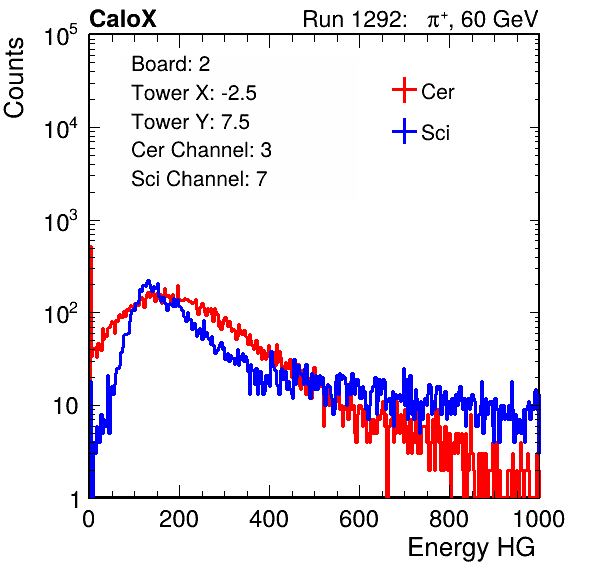 CaloX Run 1292: π⁺, 60 GeV
Counts
Board: 2
Tower X: -2.5
Tower Y: 7.5
Cer Channel: 3
Sci Channel: 7
Cer
Sci
10⁵
10⁴
10³
10²
10
1
0 200 400 600 800 1000
Energy HG